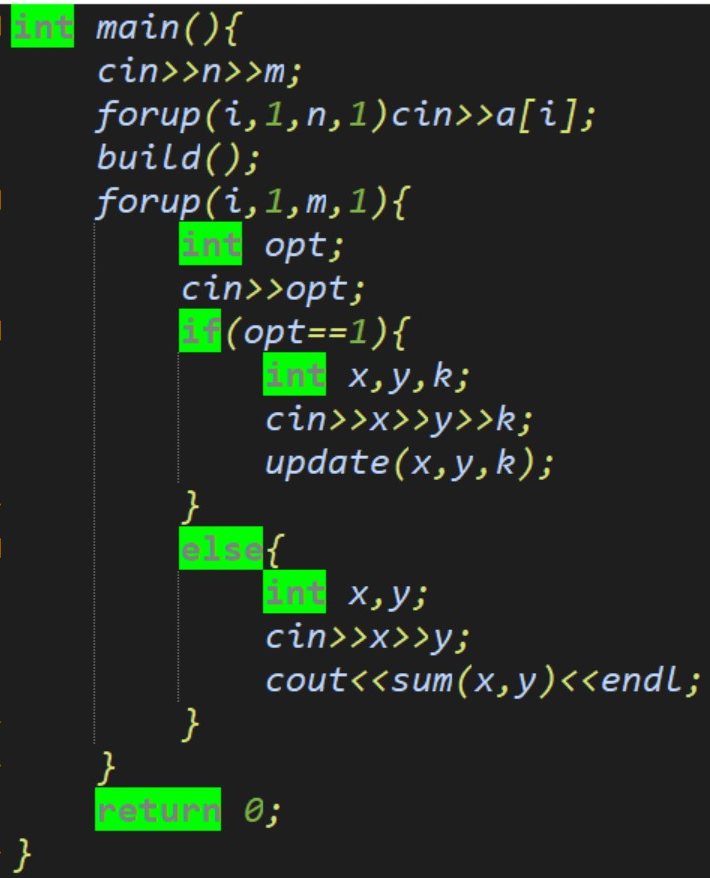 int main(){
cin>>n>>m;
forup(i,1,n,1)cin>>a[i];
build();
forup(i,1,m,1){
int opt;
cin>>opt;
if(opt==1){
int x,y,k;
cin>>x>>y>>k;
update(x,y,k);
}
else{
int x,y;
cin>>x>>y;
cout<<sum(x,y)<<endl;
}
}
return 0;
}